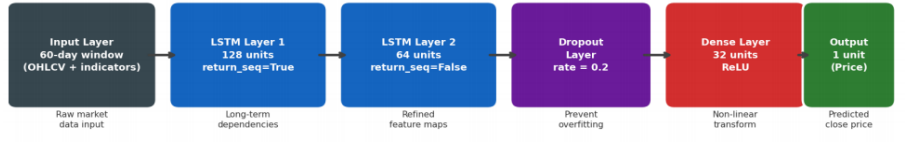 Input Layer
60-day window
(OHLCV + indicators)
LSTM Layer 1
128 units
return_seq=True
LSTM Layer 2
64 units
return_seq=False
Dropout
Layer
rate = 0.2
Dense Layer
32 units
ReLU
Output
1 unit
(Price)
Raw market
data input
Long-term
dependencies
Refined
feature maps
Prevent
overfitting
Non-linear
transform
Predicted
close price